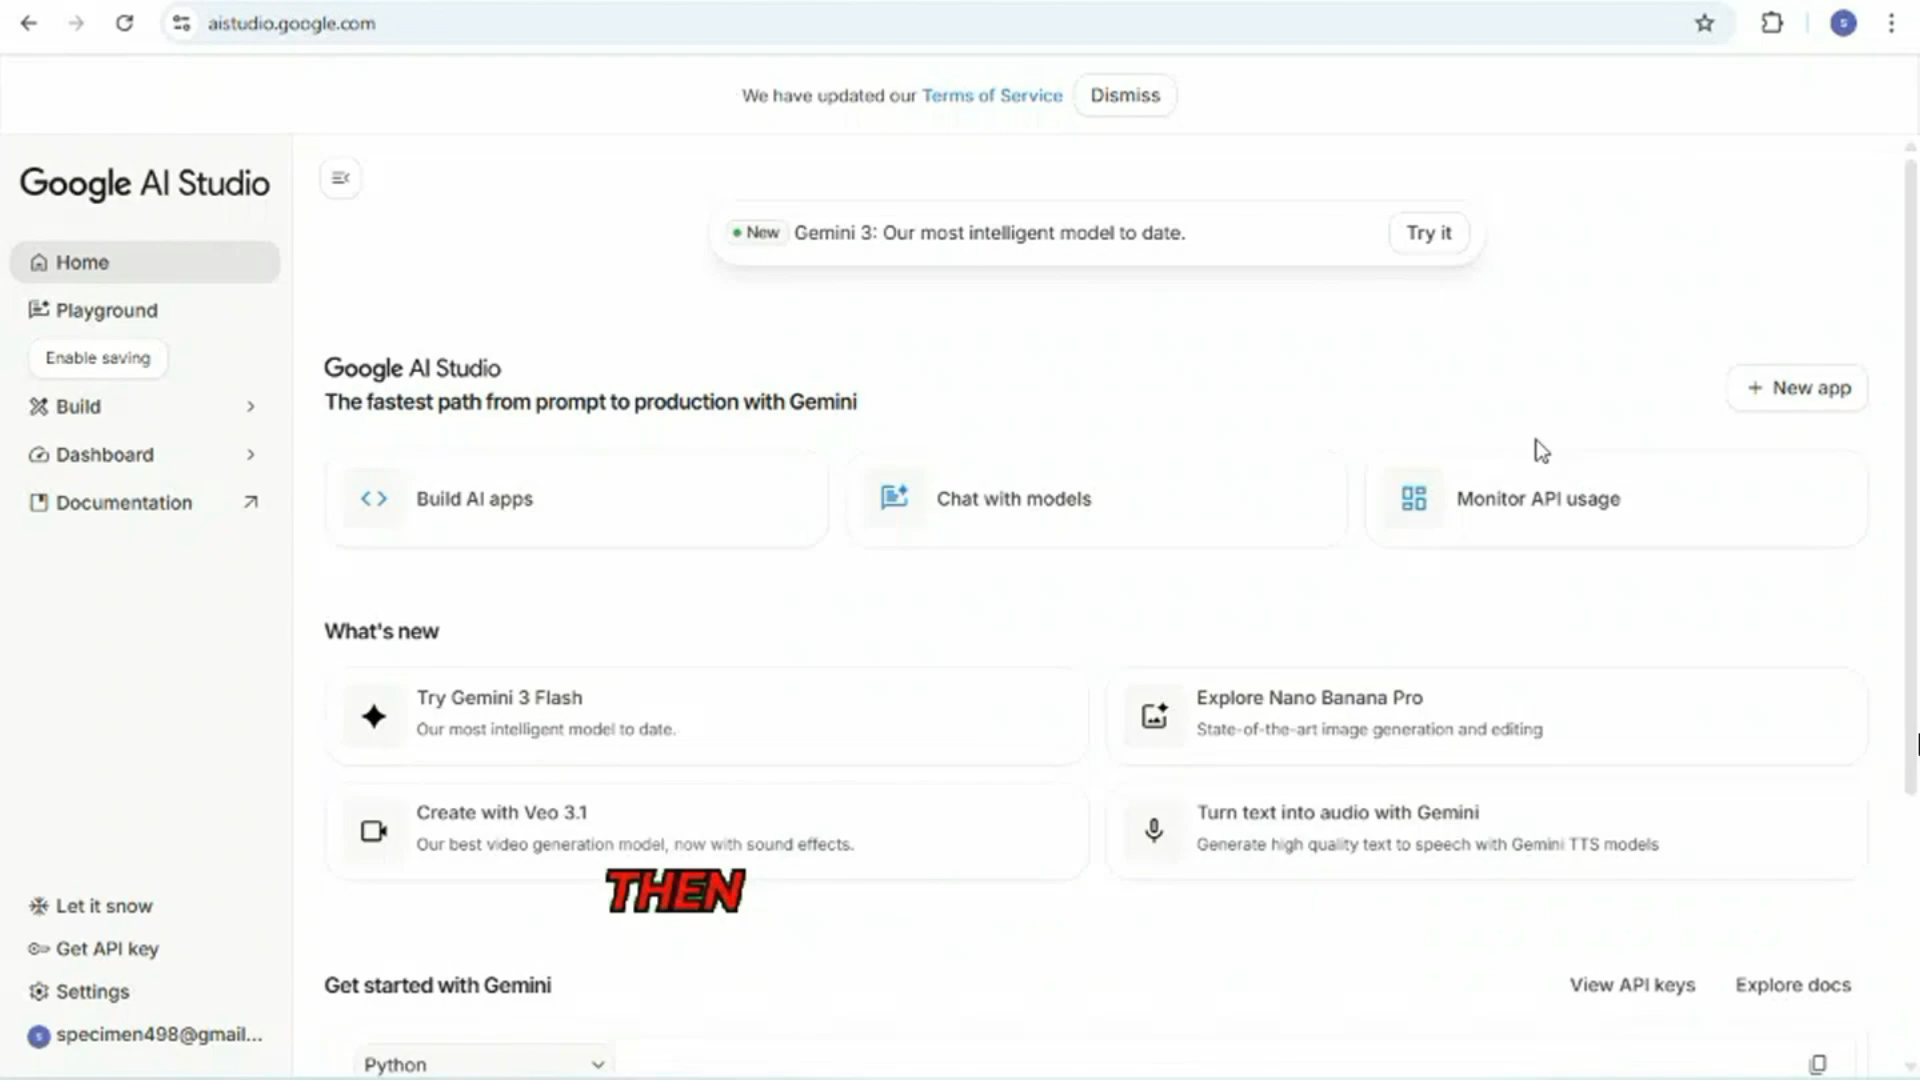 aistudio.google.com
S
We have updated our Terms of Service Dismiss
Google AI Studio
Home
Playground
Enable saving
Build
Dashboard
Documentation
New Gemini 3: Our most intelligent model to date. Try it
Google AI Studio
The fastest path from prompt to production with Gemini
+ New app
Build AI apps
Chat with models
Monitor API usage
What's new
Try Gemini 3 Flash
Our most intelligent model to date.
Explore Nano Banana Pro
State-of-the-art image generation and editing
Create with Veo 3.1
Our best video generation model, now with sound effects.
Turn text into audio with Gemini
Generate high quality text to speech with Gemini TTS models
THEN
Let it snow
Get API key
Settings
S specimen498@gmail...
Get started with Gemini
View API keys Explore docs
Python